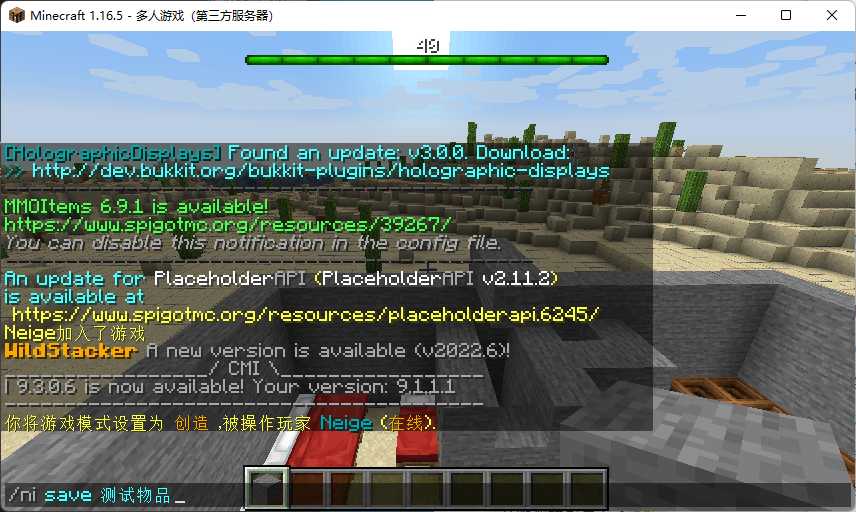 Minecraft 1.16.5 - 多人游戏（第三方服务器）
49
[HolographicDisplays] Found an update: v3.0.0. Download:
>> http://dev.bukkit.org/bukkit-plugins/holographic-displays
MMOItems 6.9.1 is available!
https://www.spigotmc.org/resources/39267/
You can disable this notification in the config file.
An update for PlaceholderAPI (PlaceholderAPI v2.11.2)
is available at
https://www.spigotmc.org/resources/placeholderapi.6245/
Neige加入了游戏
WildStacker A new version is available (v2022.6)!
_________________/ CMI \_________________
| 9.3.0.6 is now available! Your version: 9.1.1.1
你将游戏模式设置为 创造 ,被操作玩家 Neige (在线).
/ni save 测试物品_